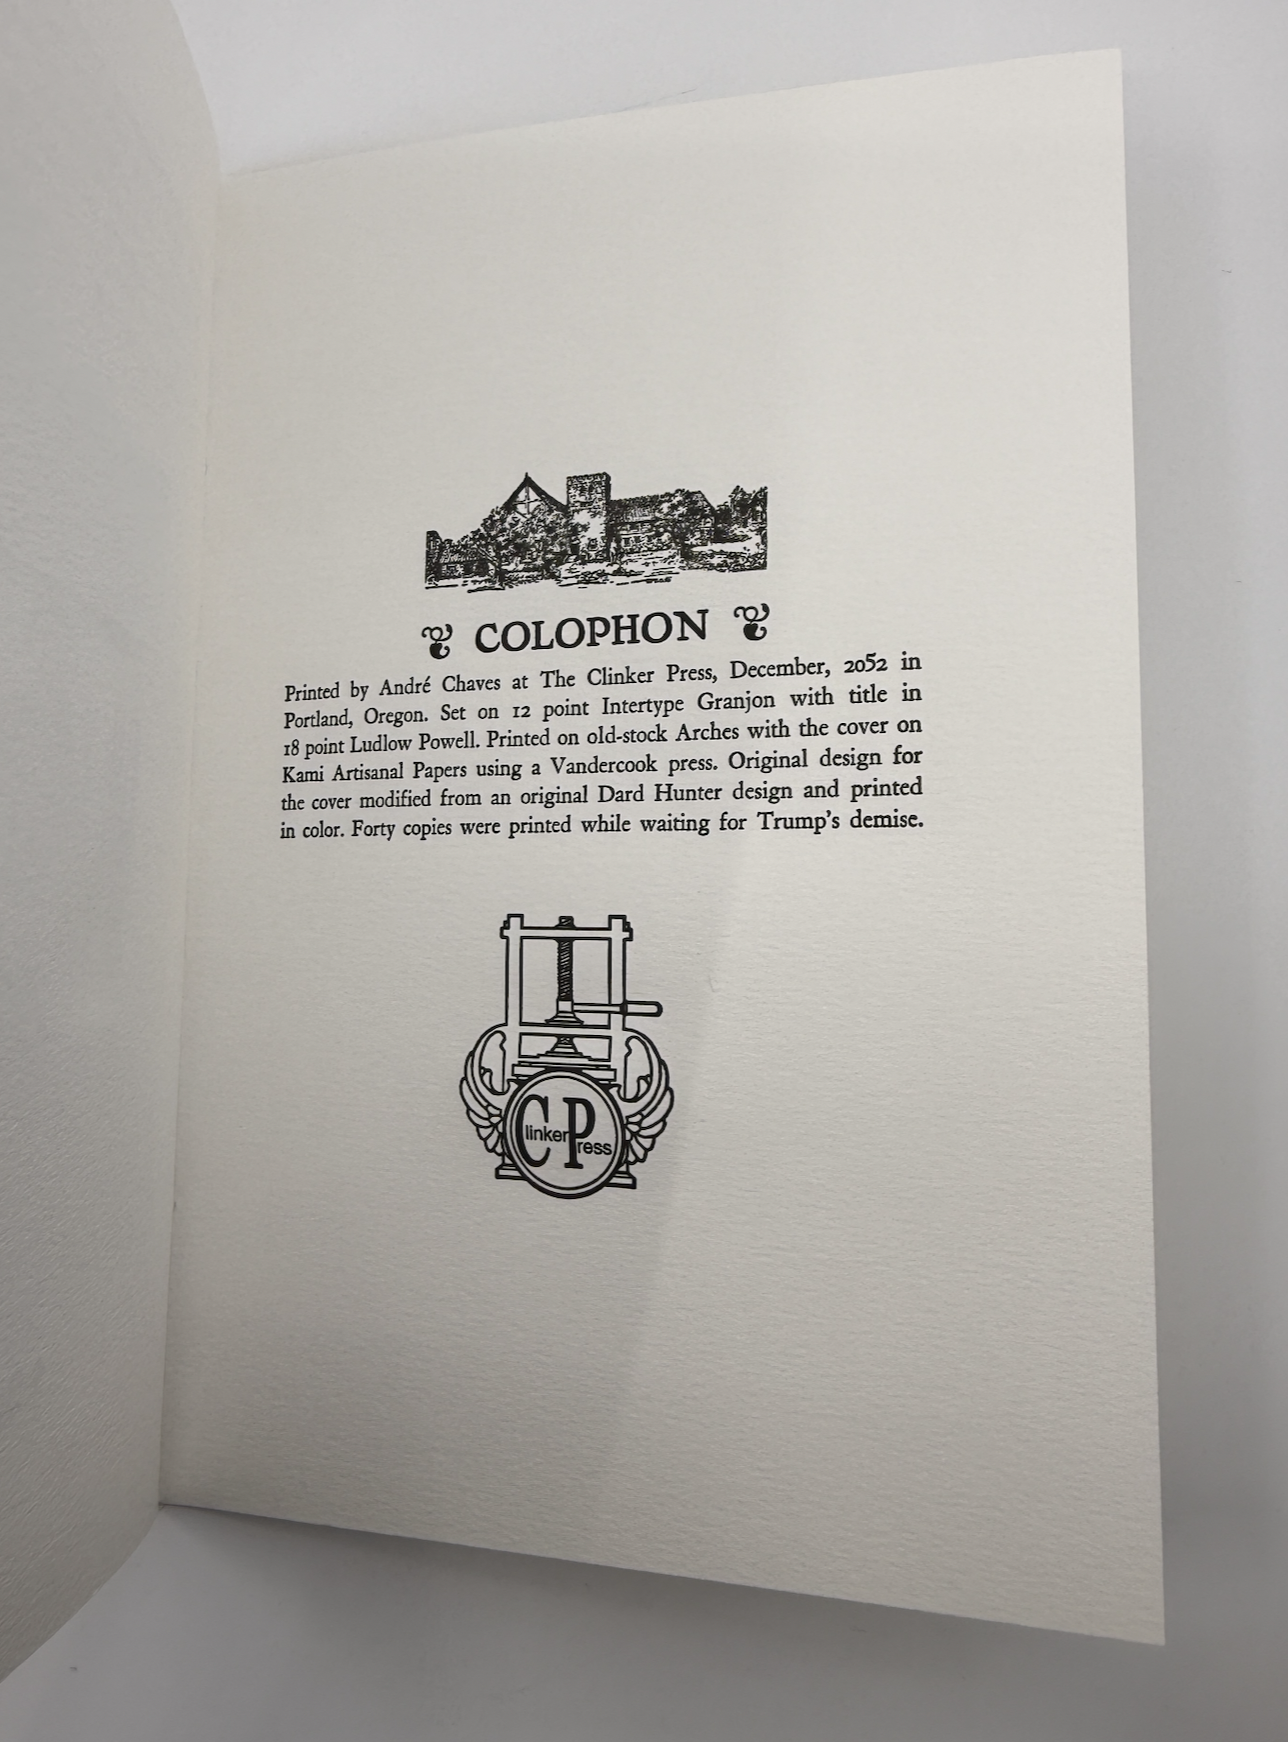 COLOPHON
Printed by André Chaves at The Clinker Press, December, 2052 in
Portland, Oregon. Set on 12 point Intertype Granjon with title in
18 point Ludlow Powell. Printed on old-stock Arches with the cover on
Kami Artisanal Papers using a Vandercook press. Original design for
the cover modified from an original Dard Hunter design and printed
in color. Forty copies were printed while waiting for Trump's demise.
Clinker Press